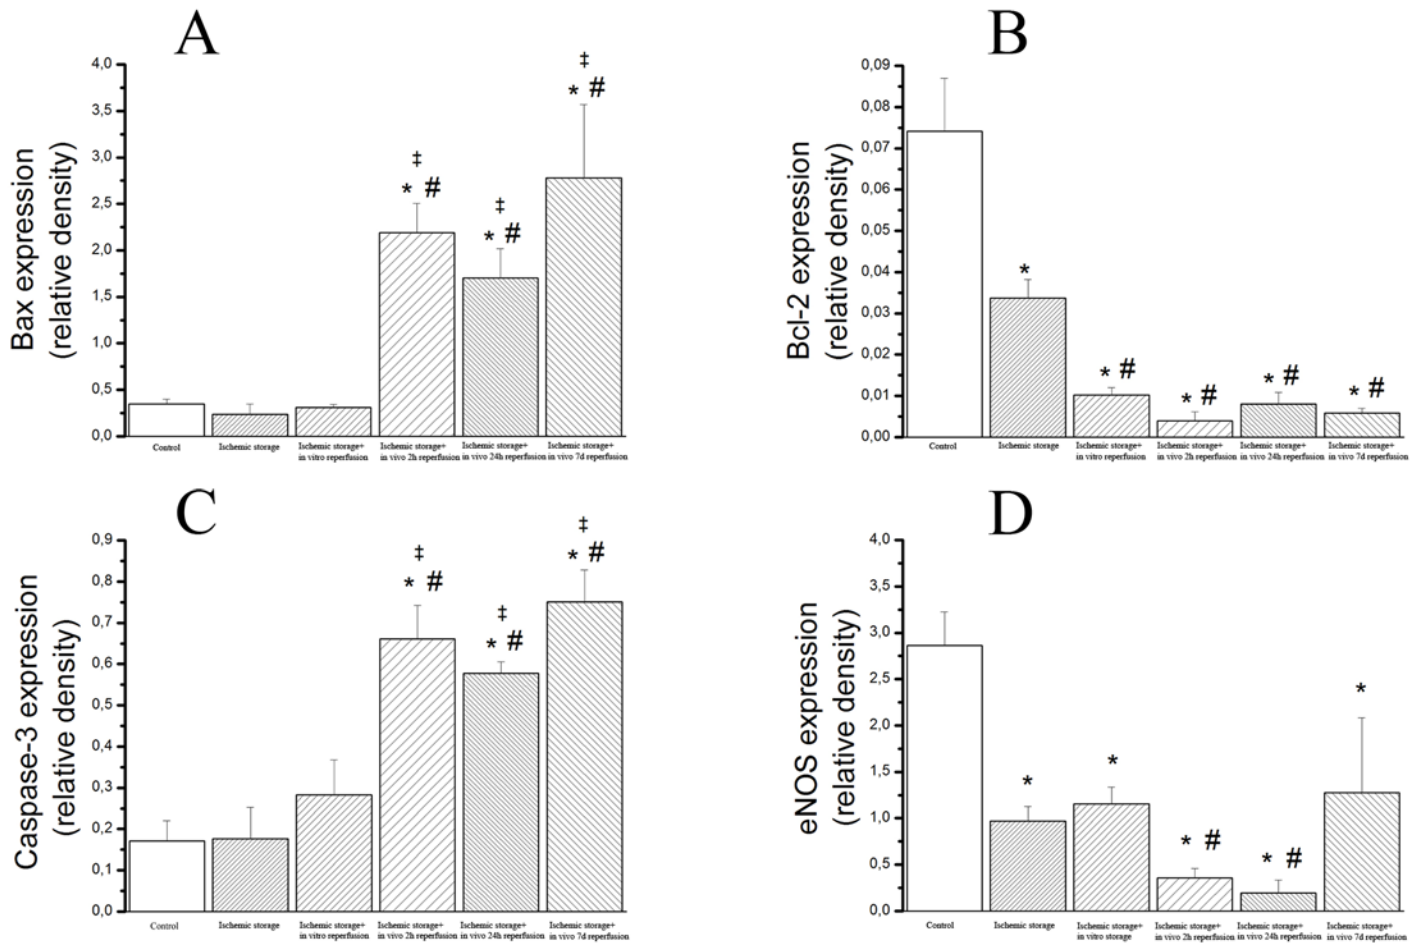 A
4,0
3,5
3,0
2,5
2,0
1,5
1,0
0,5
0,0
Bax expression
(relative density)
‡
* #
‡
* #
‡
* #
Control
Ischemic storage
Ischemic storage+
in vitro reperfusion
Ischemic storage+
in vivo 2h reperfusion
Ischemic storage+
in vivo 24h reperfusion
Ischemic storage+
in vivo 7d reperfusion
B
0,09
0,08
0,07
0,06
0,05
0,04
0,03
0,02
0,01
0,00
Bcl-2 expression
(relative density)
*
* #
* #
* #
* #
Control
Ischemic storage
Ischemic storage+
in vitro reperfusion
Ischemic storage+
in vivo 2h reperfusion
Ischemic storage+
in vivo 24h reperfusion
Ischemic storage+
in vivo 7d reperfusion
C
0,9
0,8
0,7
0,6
0,5
0,4
0,3
0,2
0,1
0,0
Caspase-3 expression
(relative density)
‡
* #
‡
* #
‡
* #
Control
Ischemic storage
Ischemic storage+
in vitro reperfusion
Ischemic storage+
in vivo 2h reperfusion
Ischemic storage+
in vivo 24h reperfusion
Ischemic storage+
in vivo 7d reperfusion
D
4,0
3,5
3,0
2,5
2,0
1,5
1,0
0,5
0,0
eNOS expression
(relative density)
*
*
* #
* #
*
Control
Ischemic storage
Ischemic storage+
in vitro storage
Ischemic storage+
in vivo 2h reperfusion
Ischemic storage+
in vivo 24h reperfusion
Ischemic storage+
in vivo 7d reperfusion